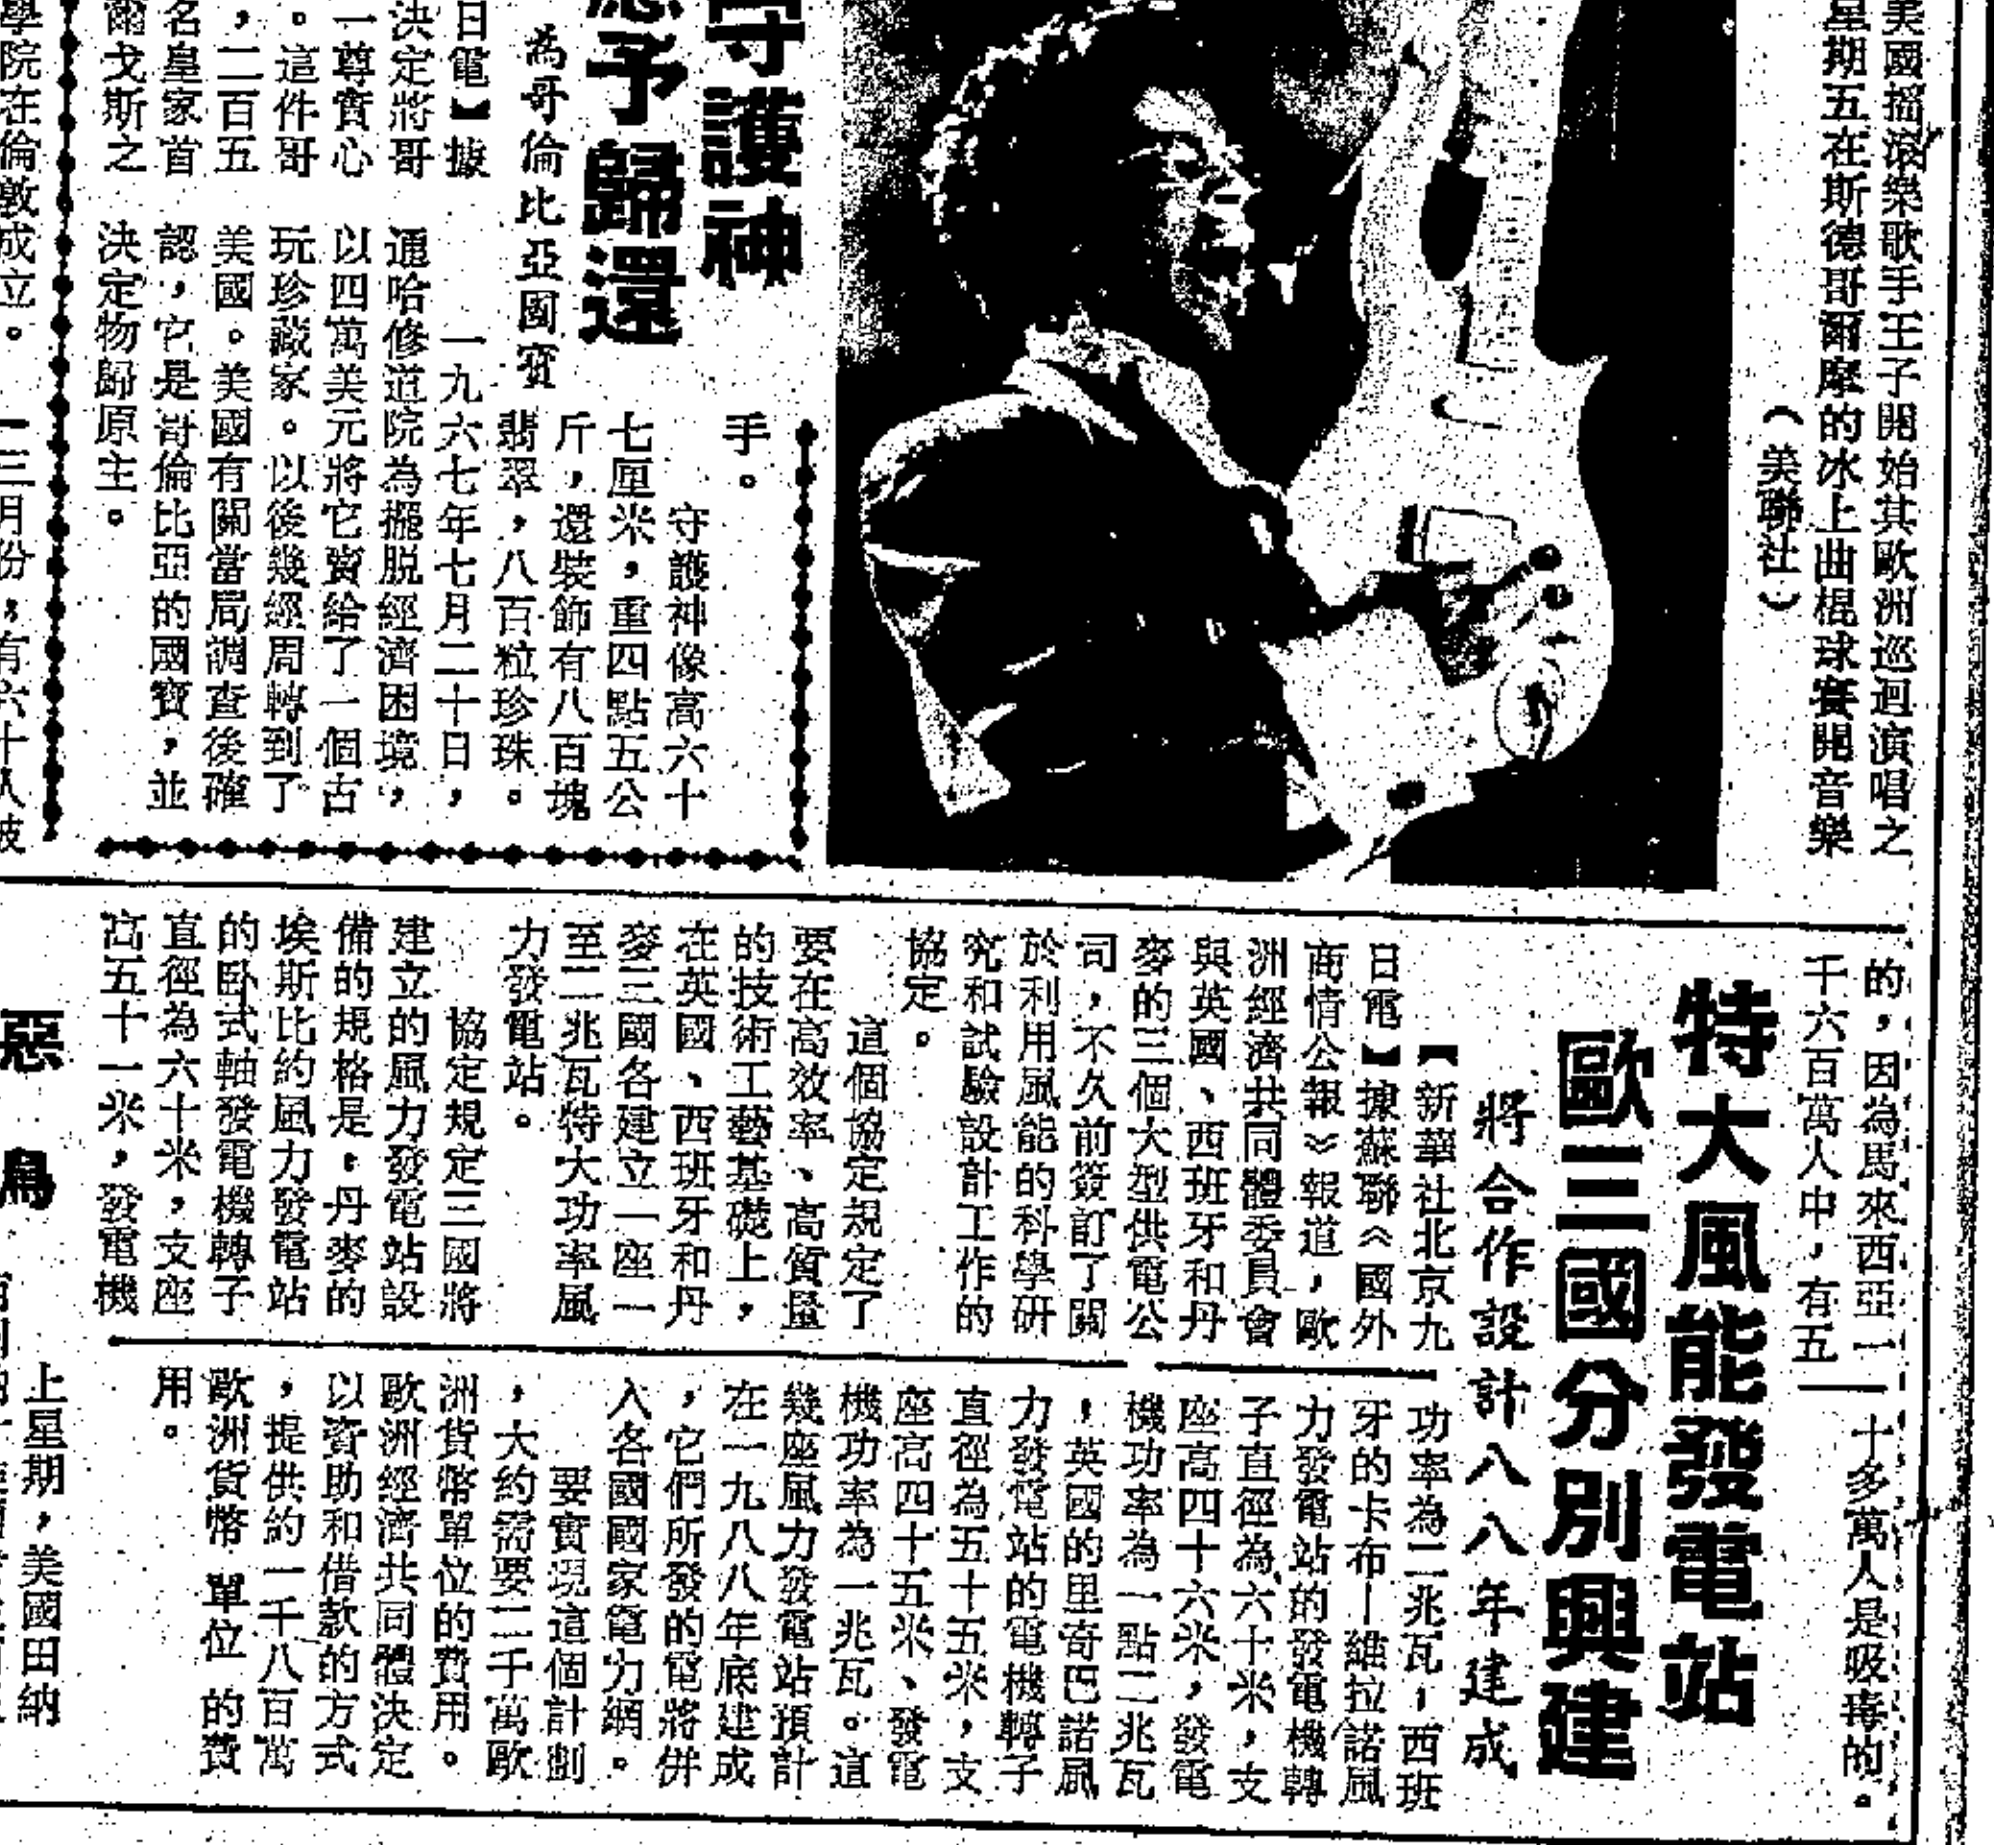 美國搖滾樂歌手王子開始其歐洲巡迴演唱之
星期五在斯德哥爾摩的冰上曲棍球賽開音樂
（美聯社）
守護神
應予歸還
為哥倫比亞國寶
日電】據
決定將哥
一尊實心
。這件哥
，二百五
名皇家首
爾戈斯之
手。
守護神像高六十
七厘米，重四點五公
斤，還裝飾有八百塊
翡翠，八百粒珍珠。
一九六七年七月二十日，
通哈修道院為擺脱經濟困境，
以四萬美元將它賣給了一個古
玩珍藏家。以後幾經周轉到了
美國。美國有關當局調查後確
認，它是哥倫比亞的國寶，並
決定物歸原主。
學院在倫敦成立。
一三月份，有六十人被
的，因為馬來西亞一
千六百萬人中，有五
十多萬人是吸毒的。
特大風能發電站
歐三國分別興建
將合作設計八八年建成
【新華社北京九
日電】據蘇聯《國外
商情公報》報道，歐
洲經濟共同體委員會
與英國、西班牙和丹
麥的三個大型供電公
司，不久前簽訂了關
於利用風能的科學研
究和試驗設計工作的
協定。
這個協定規定了
要在高效率、高質量
的技術工藝基礎上，
在英國、西班牙和丹
麥三國各建立一座一
至二兆瓦特大功率風
力發電站。
協定規定三國將
建立的風力發電站設
備的規格是，丹麥的
埃斯比約風力發電站
的卧式軸發電機轉子
直徑為六十米，支座
高五十一米，發電機
功率為二兆瓦，西班
牙的卡布—維拉諾風
力發電站的發電機轉
子直徑為六十米，支
座高四十六米，發電
機功率為一點二兆瓦
，英國的里奇巴諾風
力發電站的電機轉子
直徑為五十五米，支
座高四十五米、發電
機功率為一兆瓦。這
幾座風力發電站預計
在一九八八年底建成
，它們所發的電將併
入各國國家電力網。
要實現這個計劃
，大約需要二千萬歐
洲貨幣單位的費用。
歐洲經濟共同體決定
以資助和借款的方式
，提供約一千八百萬
歐洲貨幣單位的費
用。
惡鳥
上星期，美國田納